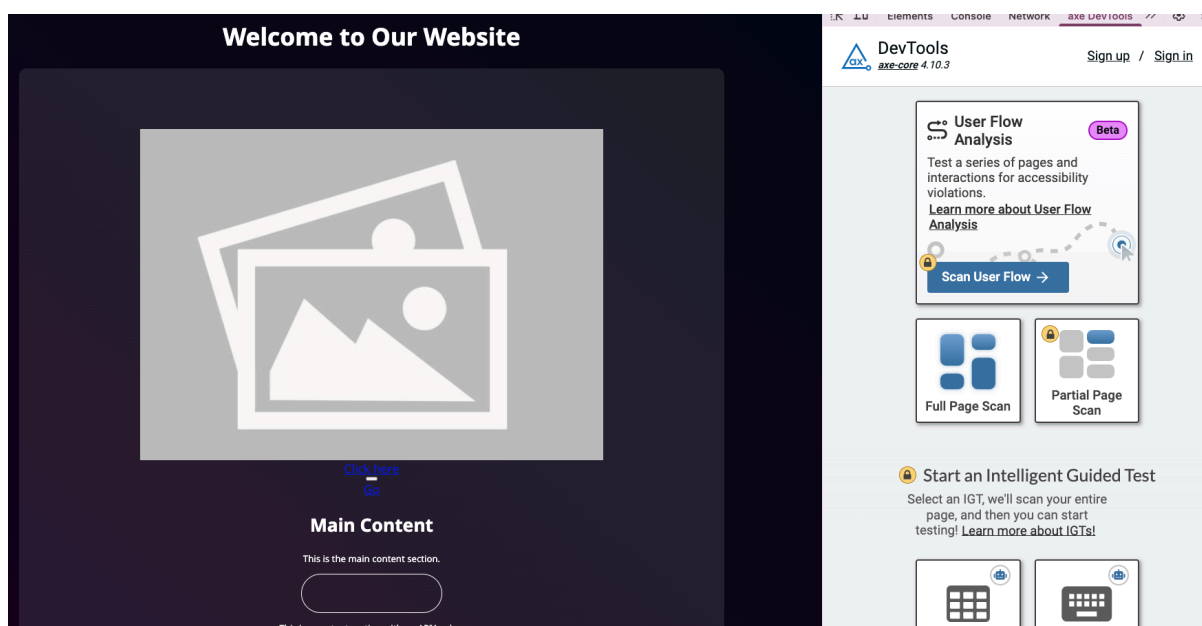 Welcome to Our Website
Click here
Go
Main Content
This is the main content section.
Elements Console Network axe DevTools
ax
DevTools
axe-core 4.10.3
Sign up / Sign in
User Flow
Analysis
Beta
Test a series of pages and
interactions for accessibility
violations.
Learn more about User Flow
Analysis
Scan User Flow →
Full Page Scan
Partial Page
Scan
Start an Intelligent Guided Test
Select an IGT, we'll scan your entire
page, and then you can start
testing! Learn more about IGTs!